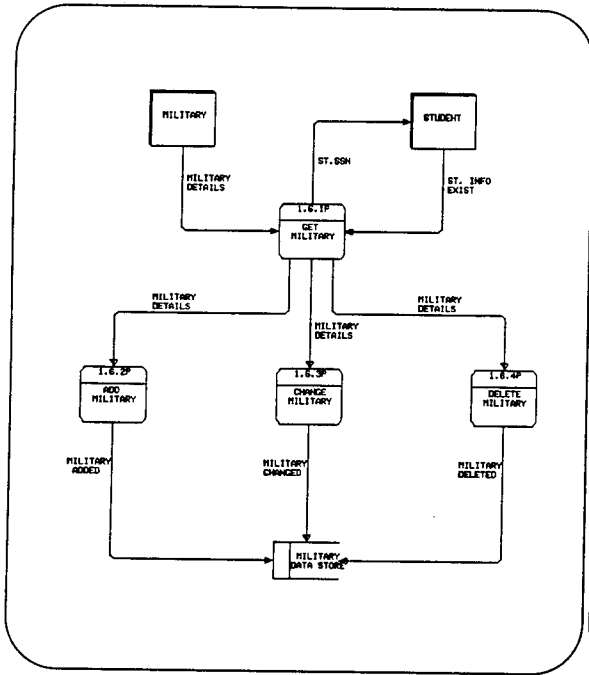 MILITARY
STUDENT
ST.SSN
MILITARY
DETAILS
ST. INFO
EXIST
1.6.1P
GET
MILITARY
MILITARY
DETAILS
MILITARY
DETAILS
MILITARY
DETAILS
1.6.2P
ADD
MILITARY
1.6.3P
CHANGE
MILITARY
1.6.4P
DELETE
MILITARY
MILITARY
ADDED
MILITARY
CHANGED
MILITARY
DELETED
MILITARY
DATA STORE